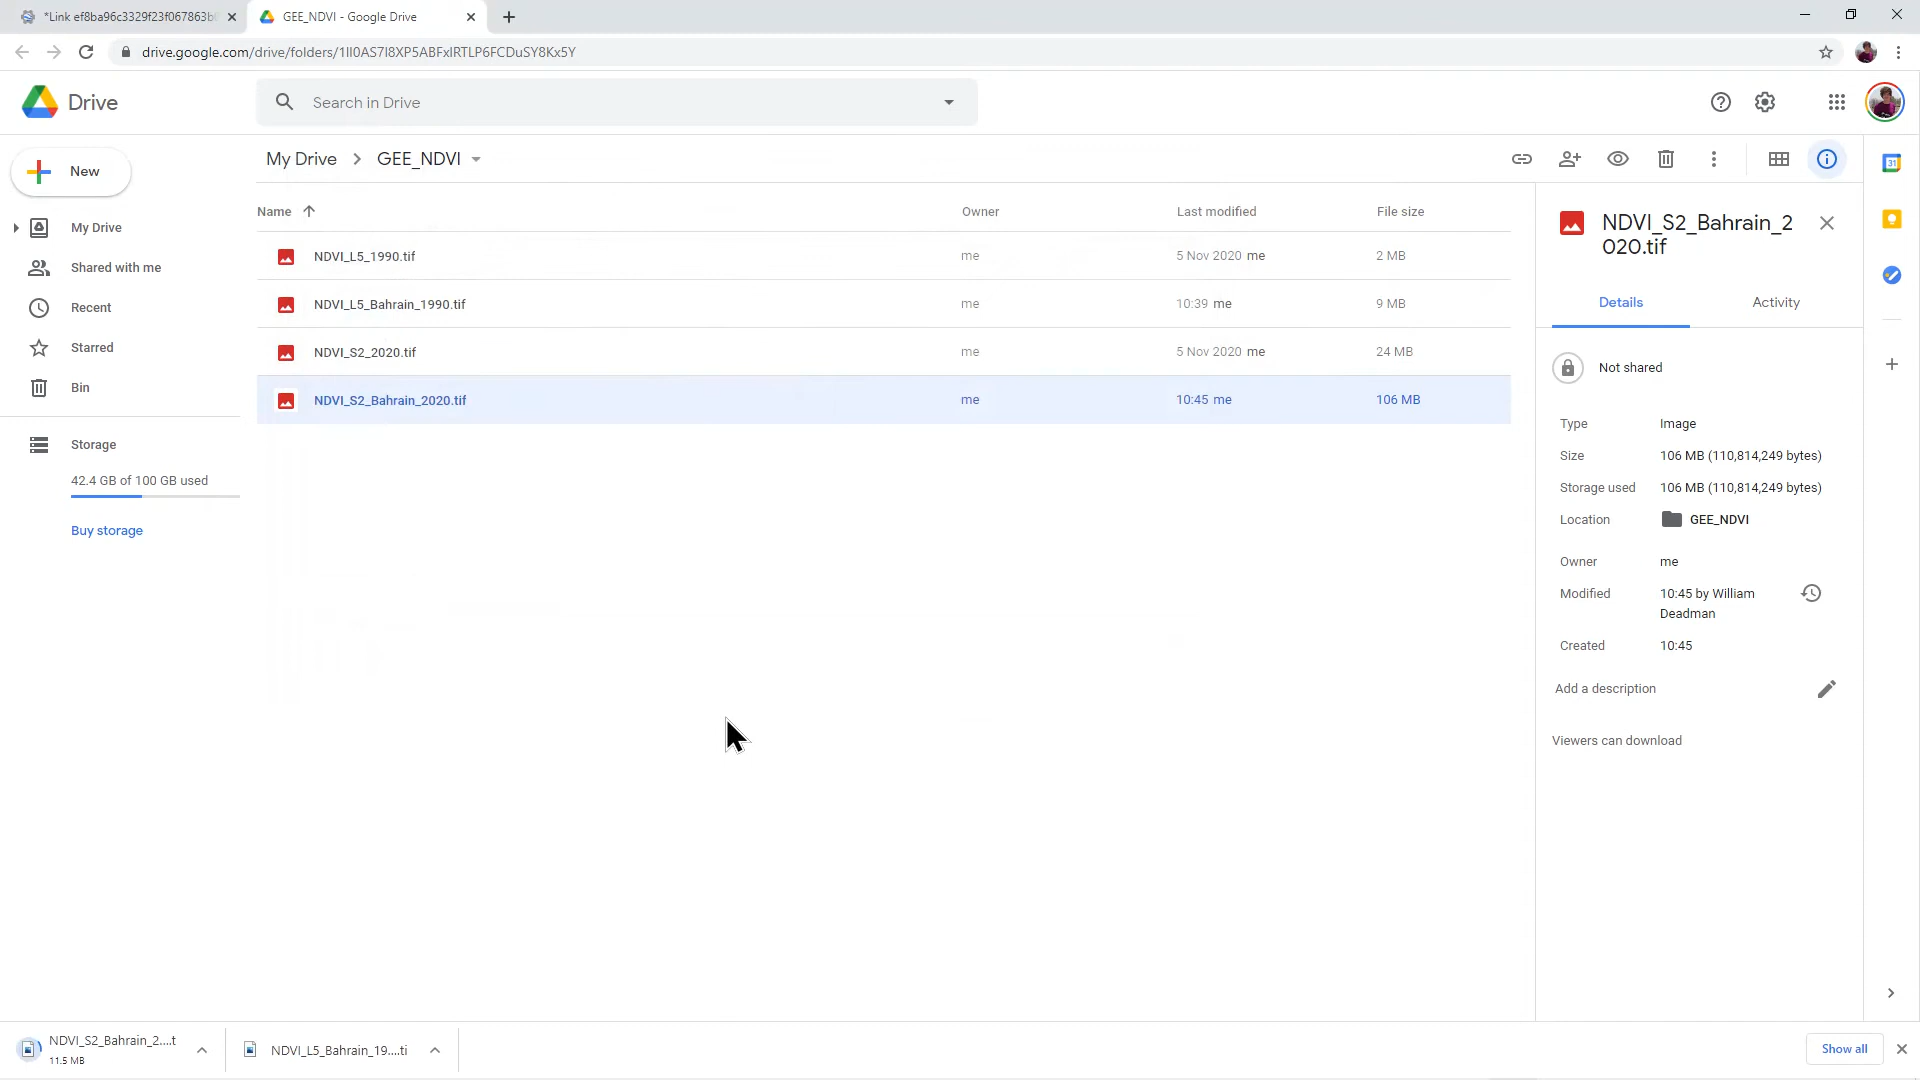 *Link ef8ba96c3329f23f067863b
GEE_NDVI - Google Drive
drive.google.com/drive/folders/1Il0AS7I8XP5ABFxIRTLP6FCDuSY8Kx5Y
Drive
Search in Drive
New
My Drive
Shared with me
Recent
Starred
Bin
Storage
42.4 GB of 100 GB used
Buy storage
My Drive > GEE_NDVI
Name Owner Last modified File size
NDVI_L5_1990.tif me 5 Nov 2020 me 2 MB
NDVI_L5_Bahrain_1990.tif me 10:39 me 9 MB
NDVI_S2_2020.tif me 5 Nov 2020 me 24 MB
NDVI_S2_Bahrain_2020.tif me 10:45 me 106 MB
NDVI_S2_Bahrain_2
020.tif
Details Activity
Not shared
Type Image
Size 106 MB (110,814,249 bytes)
Storage used 106 MB (110,814,249 bytes)
Location GEE_NDVI
Owner me
Modified 10:45 by William
Deadman
Created 10:45
Add a description
Viewers can download
31
NDVI_S2_Bahrain_2....t
11.5 MB
NDVI_L5_Bahrain_19....ti
Show all